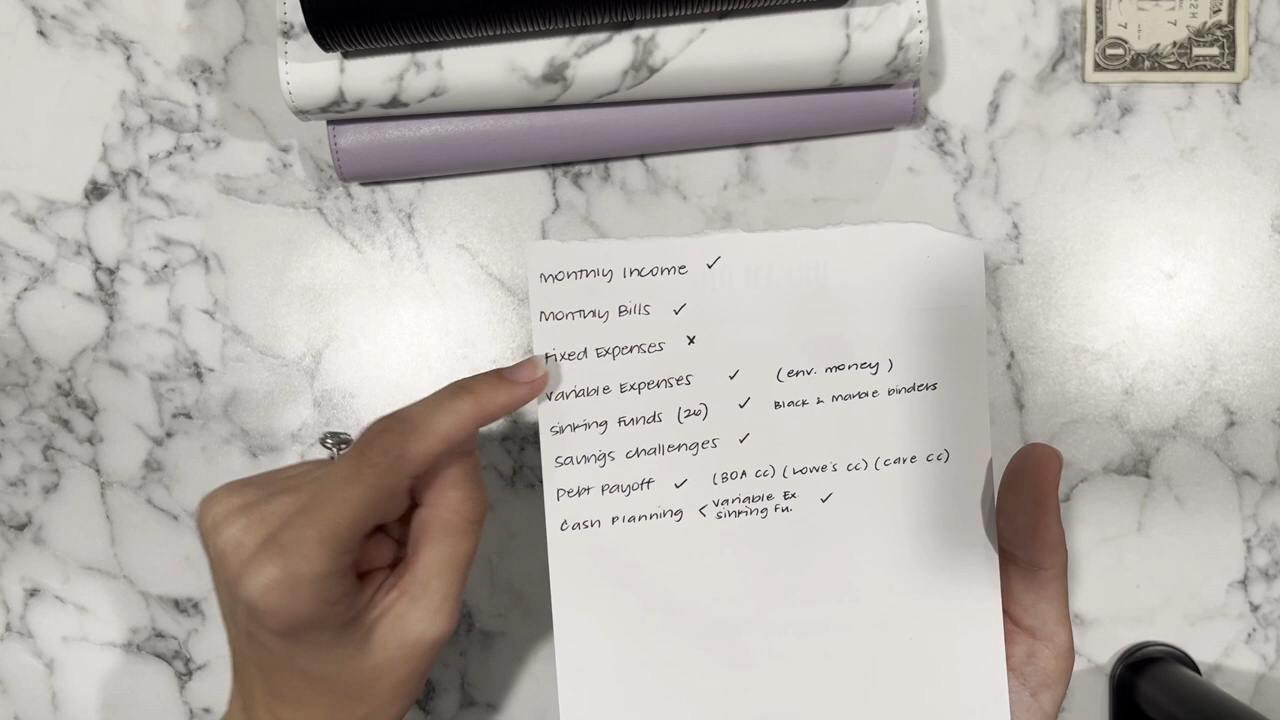 Monthly Income ✓
Monthly Bills ✓
Fixed Expenses x
Variable Expenses ✓ (env. money)
Sinking Funds (20) ✓ Black & marble binders
Savings challenges ✓
Debt Payoff ✓ (BOA CC) (Lowe's CC) (Care CC)
Cash Planning < Variable Ex. ✓
Sinking Fu.
1